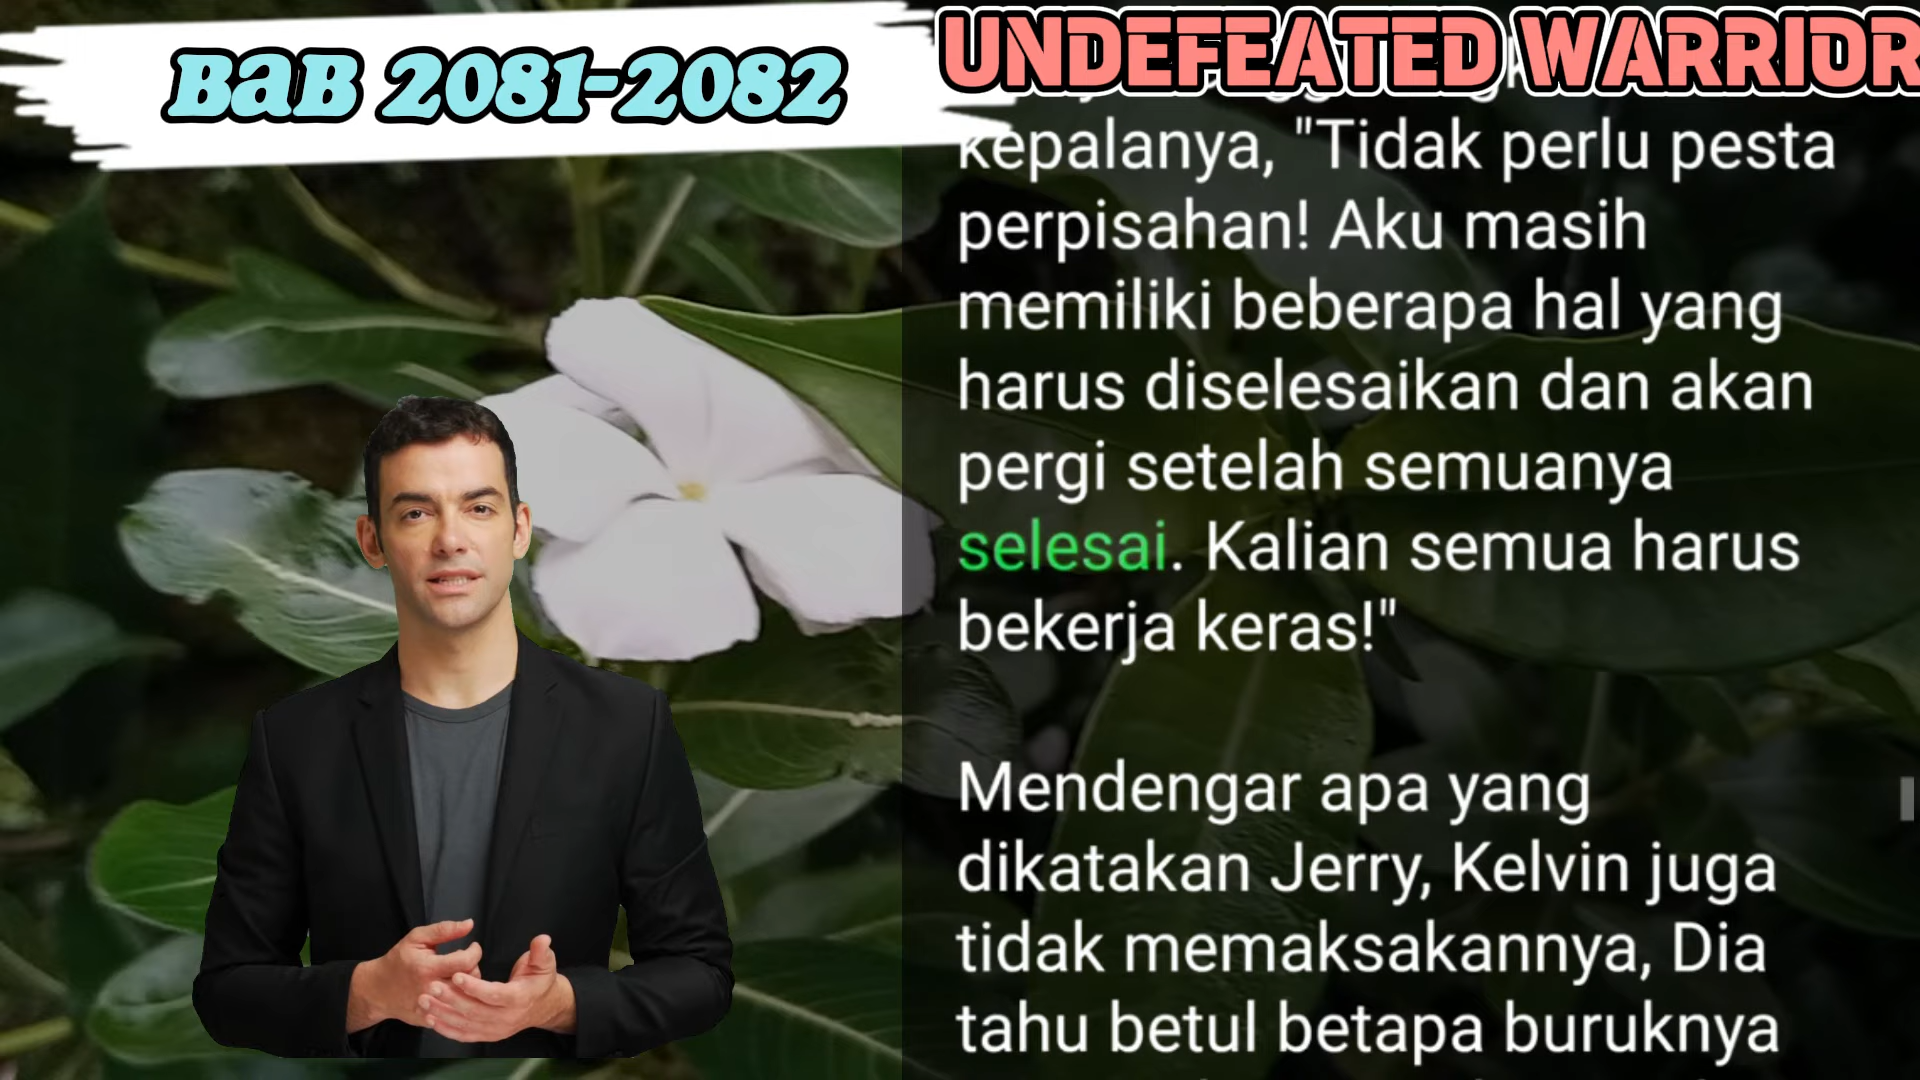 BAB 2081-2082
UNDEFEATED WARRIOR
kepalanya, "Tidak perlu pesta
perpisahan! Aku masih
memiliki beberapa hal yang
harus diselesaikan dan akan
pergi setelah semuanya
selesai. Kalian semua harus
bekerja keras!"
Mendengar apa yang
dikatakan Jerry, Kelvin juga
tidak memaksakannya, Dia
tahu betul betapa buruknya